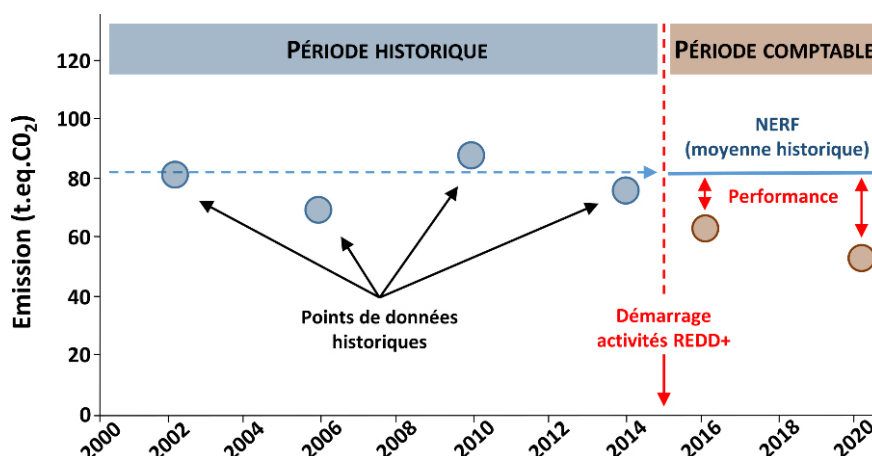 PÉRIODE HISTORIQUE
PÉRIODE COMPTABLE
Emission (t.eq.C0₂)
120
100
80
60
40
20
0
NERF
(moyenne historique)
Performance
Points de données
historiques
Démarrage
activités REDD+
2000
2002
2006
2008
2010
2012
2014
2016
2018
2020